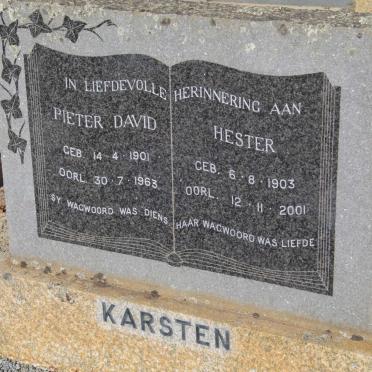 IN LIEFDEVOLLE HERINNERING AAN
PIETER DAVID
GEB. 14·4·1901
OORL. 30·7·1963
SY WAGWOORD WAS DIENS
HESTER
GEB. 6·8·1903
OORL. 12·11·2001
HAAR WAGWOORD WAS LIEFDE
KARSTEN